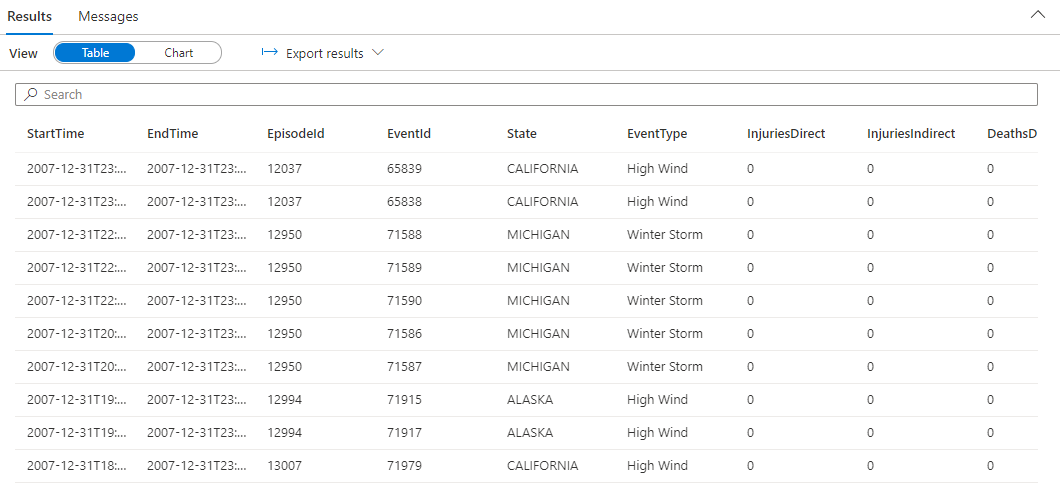 Results Messages
View Table Chart Export results
Search
StartTime EndTime EpisodeId EventId State EventType InjuriesDirect InjuriesIndirect DeathsD
2007-12-31T23:... 2007-12-31T23:... 12037 65839 CALIFORNIA High Wind 0 0 0
2007-12-31T23:... 2007-12-31T23:... 12037 65838 CALIFORNIA High Wind 0 0 0
2007-12-31T22:... 2007-12-31T23:... 12950 71588 MICHIGAN Winter Storm 0 0 0
2007-12-31T22:... 2007-12-31T23:... 12950 71589 MICHIGAN Winter Storm 0 0 0
2007-12-31T22:... 2007-12-31T23:... 12950 71590 MICHIGAN Winter Storm 0 0 0
2007-12-31T20:... 2007-12-31T23:... 12950 71586 MICHIGAN Winter Storm 0 0 0
2007-12-31T20:... 2007-12-31T23:... 12950 71587 MICHIGAN Winter Storm 0 0 0
2007-12-31T19:... 2007-12-31T23:... 12994 71915 ALASKA High Wind 0 0 0
2007-12-31T19:... 2007-12-31T23:... 12994 71917 ALASKA High Wind 0 0 0
2007-12-31T18:... 2007-12-31T23:... 13007 71979 CALIFORNIA High Wind 0 0 0